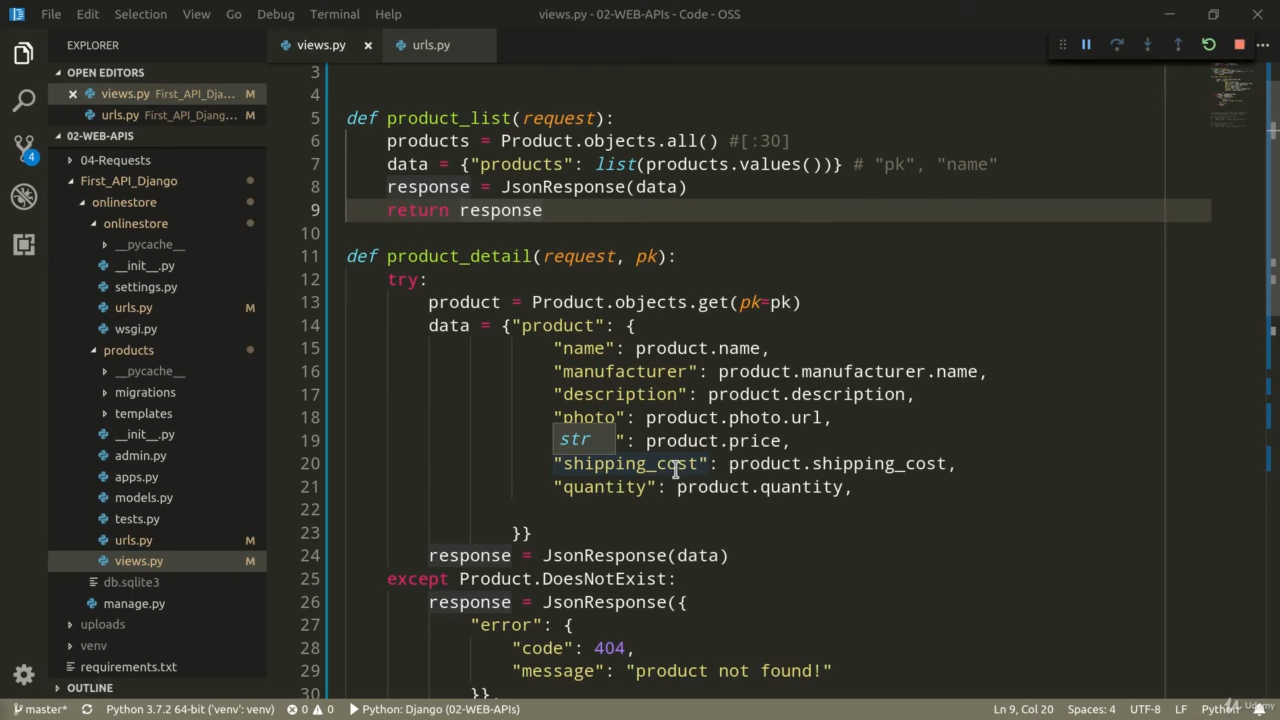 File Edit Selection View Go Debug Terminal Help views.py - 02-WEB-APIs - Code - OSS
EXPLORER
views.py
urls.py
OPEN EDITORS
views.py First_API_Dja... M
urls.py First_API_Djang... M
02-WEB-APIS
04-Requests
First_API_Django
onlinestore
onlinestore
__pycache__
__init__.py
settings.py
urls.py M
wsgi.py
products
__pycache__
migrations
templates
__init__.py
admin.py
apps.py
models.py
tests.py
urls.py M
views.py M
db.sqlite3
manage.py
uploads
venv
requirements.txt
OUTLINE
4
3
4
5 def product_list(request):
6 products = Product.objects.all() #[:30]
7 data = {"products": list(products.values())} # "pk", "name"
8 response = JsonResponse(data)
9 return response
10
11 def product_detail(request, pk):
12 try:
13 product = Product.objects.get(pk=pk)
14 data = {"product": {
15 "name": product.name,
16 "manufacturer": product.manufacturer.name,
17 "description": product.description,
18 "photo": product.photo.url,
str
19 ": product.price,
20 "shipping_cost": product.shipping_cost,
21 "quantity": product.quantity,
22
23 }}
24 response = JsonResponse(data)
25 except Product.DoesNotExist:
26 response = JsonResponse({
27 "error": {
28 "code": 404,
29 "message": "product not found!"
30 }},
master* Python 3.7.2 64-bit ('venv': venv) 0 0 Python: Django (02-WEB-APIs) Ln 9, Col 20 Spaces: 4 UTF-8 LF Python
Udemy